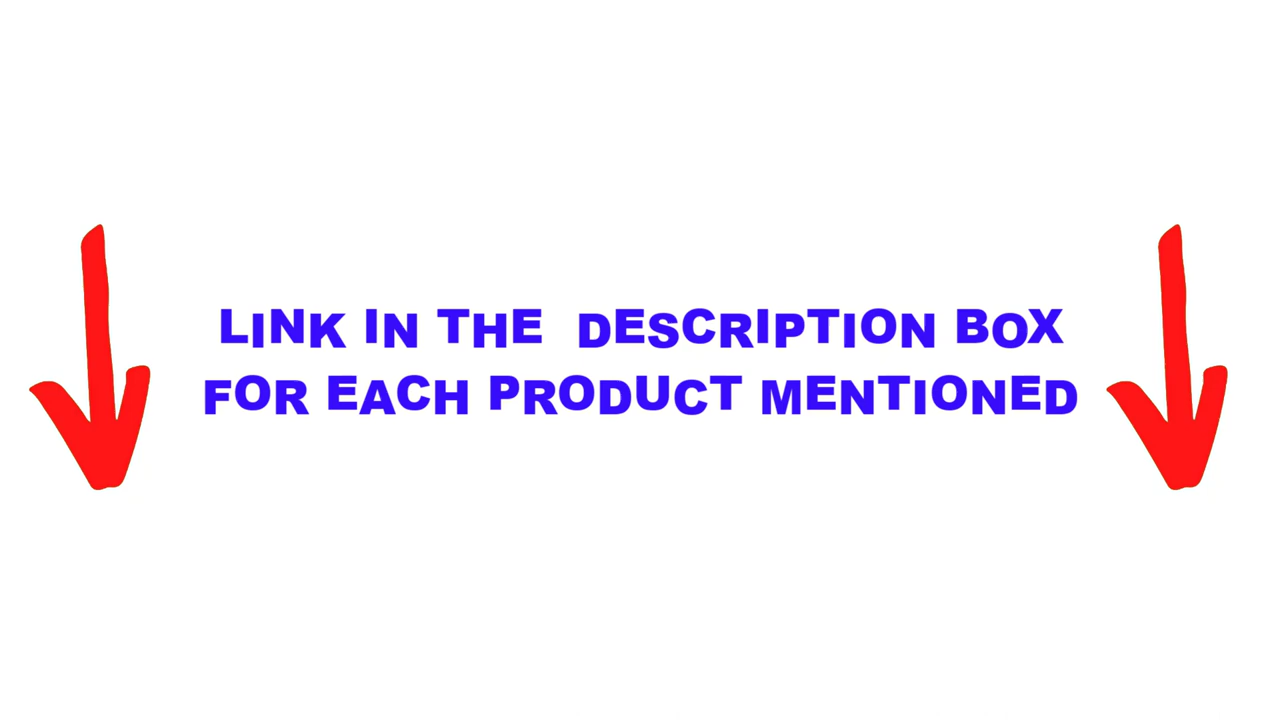 LINK IN THE DESCRIPTION BOX
FOR EACH PRODUCT MENTIONED